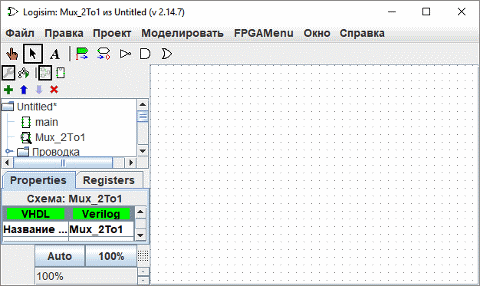 Logisim: Mux_2To1 из Untitled (v 2.14.7)
Файл Правка Проект Моделировать FPGAMenu Окно Справка
A
Untitled*
main
Mux_2To1
Проводка
Properties Registers
Схема: Mux_2To1
VHDL Verilog
Название ... Mux_2To1
Auto 100%
100%